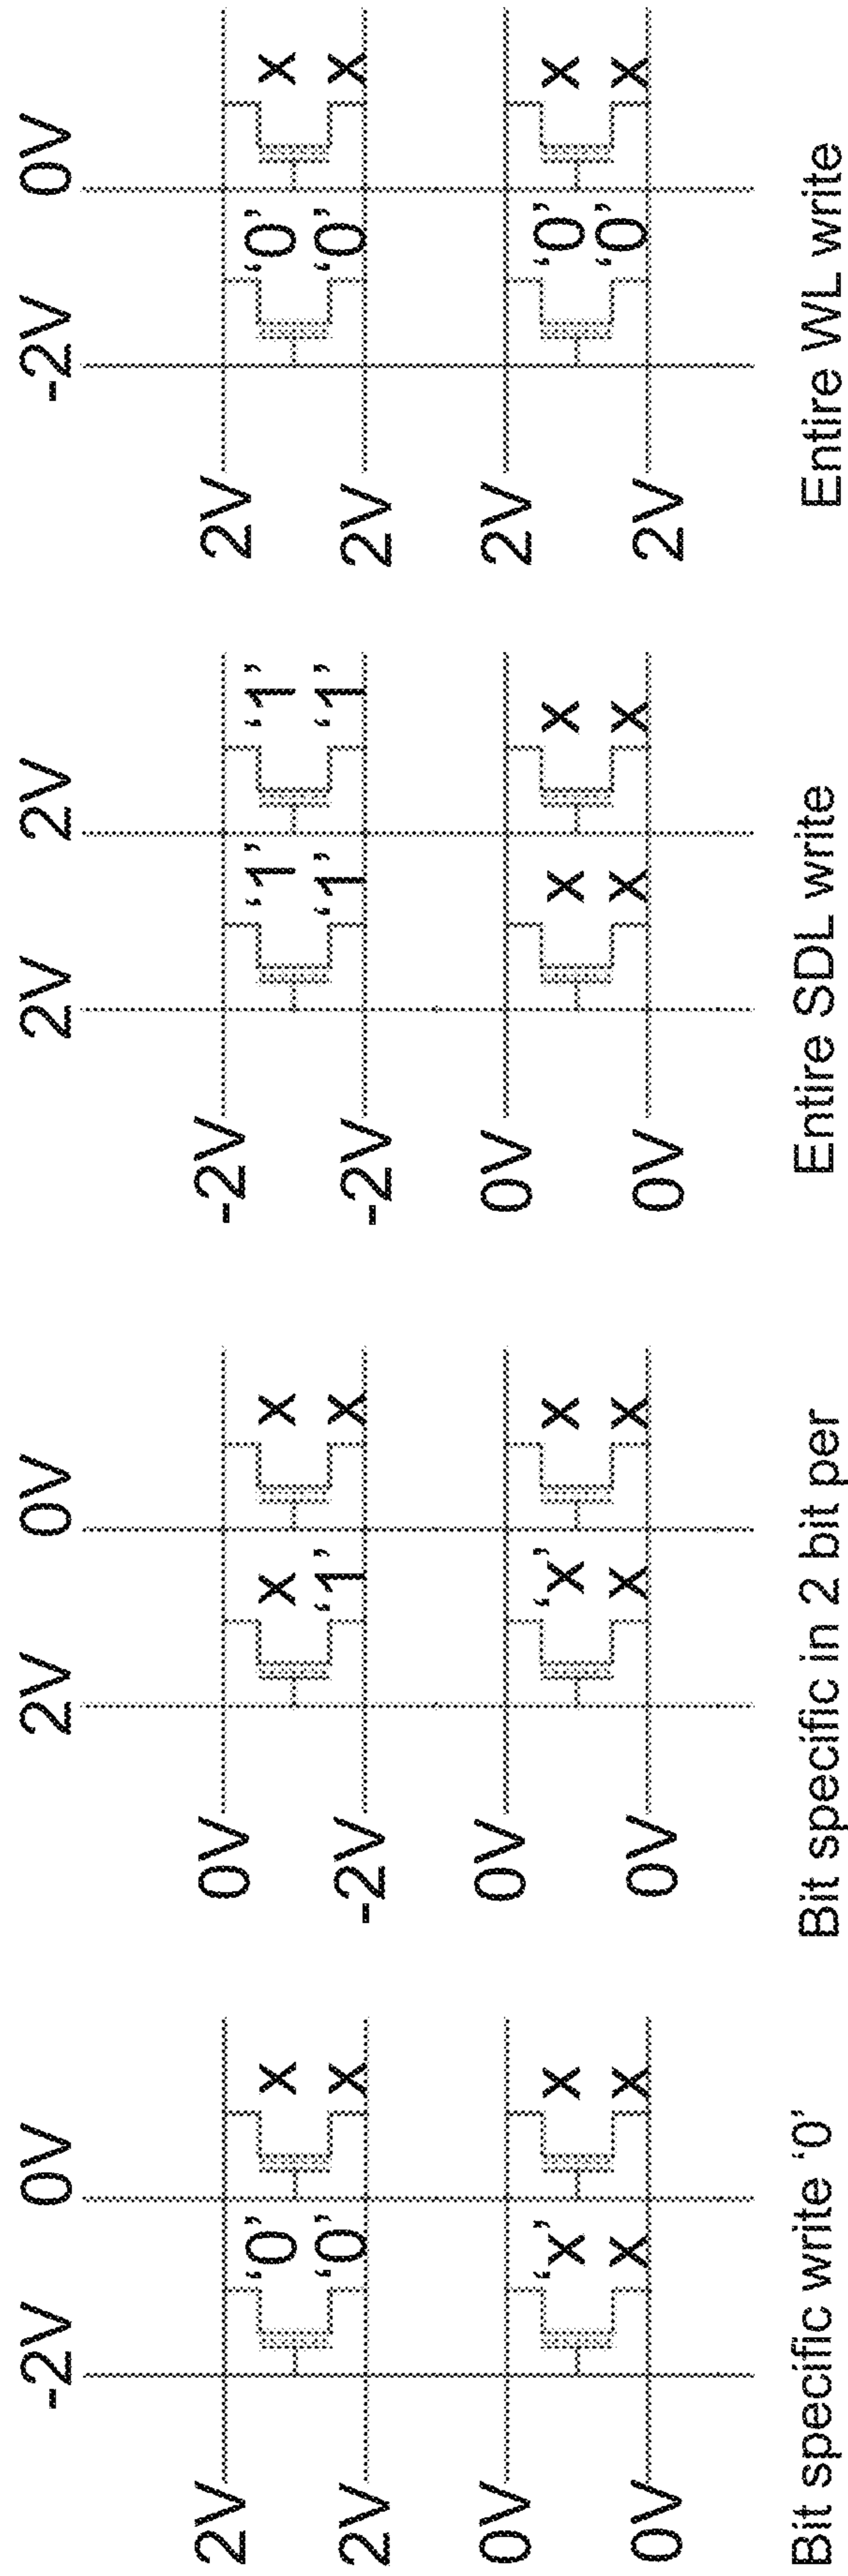 -2V 0V
2V '0' x
2V '0' x
0V 'x' x
0V x x
Bit specific write '0'
2V 0V
0V x x
-2V '1' x
0V 'x' x
0V x x
Bit specific in 2 bit per
2V 2V
-2V '1' '1'
-2V '1' '1'
0V x x
0V x x
Entire SDL write
-2V 0V
2V '0' x
2V '0' x
2V '0' x
2V '0' x
Entire WL write